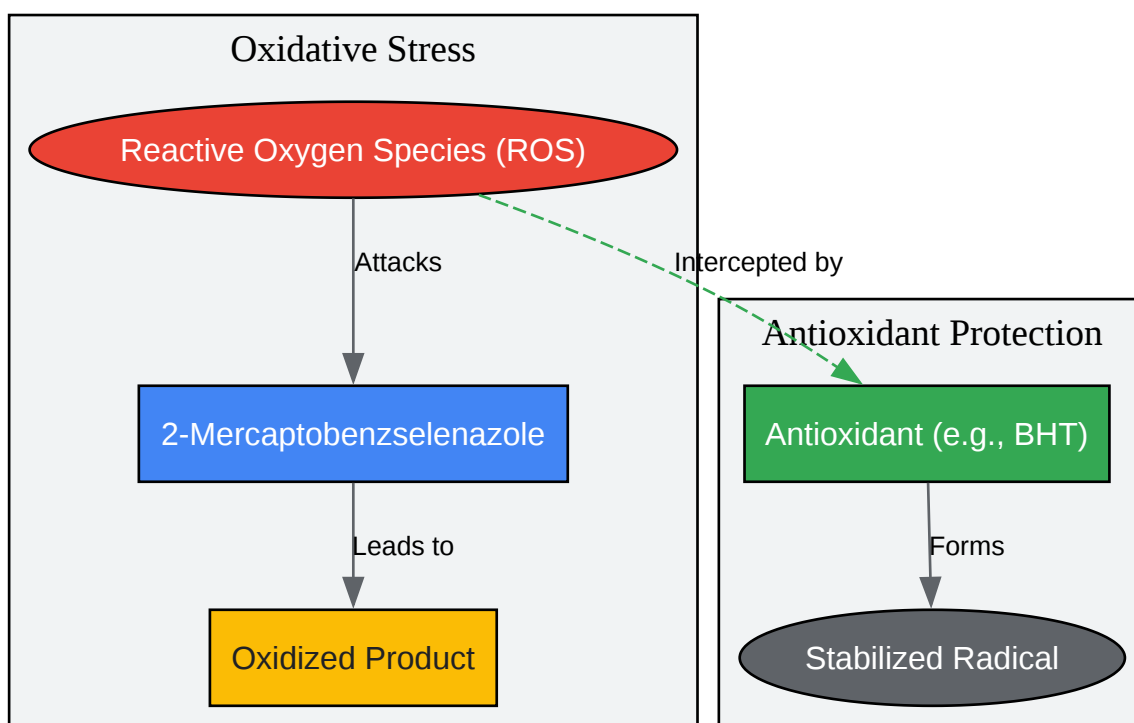 Oxidative Stress
Reactive Oxygen Species (ROS)
Attacks
Intercepted by
Antioxidant Protection
2-Mercaptobenzselenazole
Antioxidant (e.g., BHT)
Leads to
Forms
Oxidized Product
Stabilized Radical